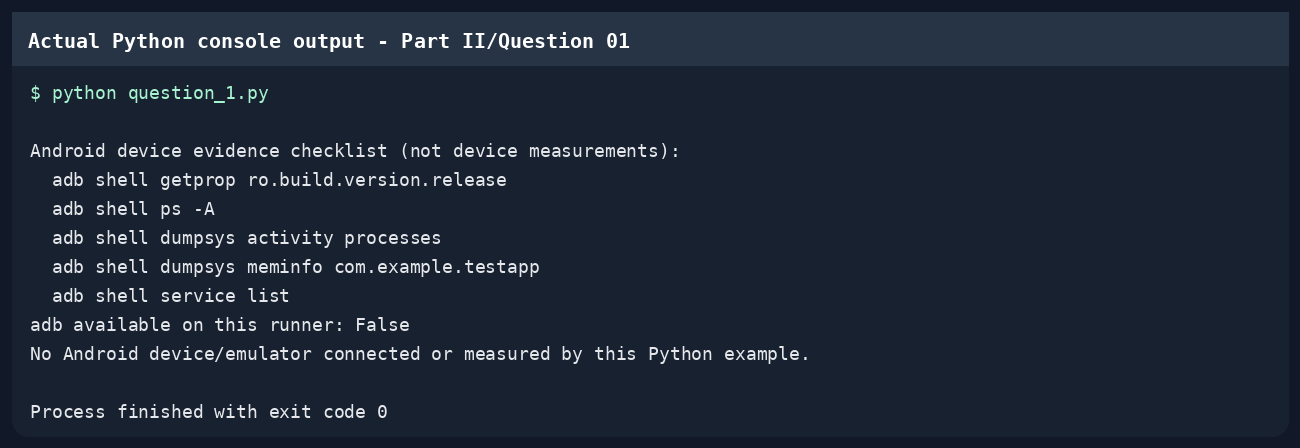 Actual Python console output - Part II/Question 01
$ python question_1.py
Android device evidence checklist (not device measurements):
adb shell getprop ro.build.version.release
adb shell ps -A
adb shell dumpsys activity processes
adb shell dumpsys meminfo com.example.testapp
adb shell service list
adb available on this runner: False
No Android device/emulator connected or measured by this Python example.
Process finished with exit code 0